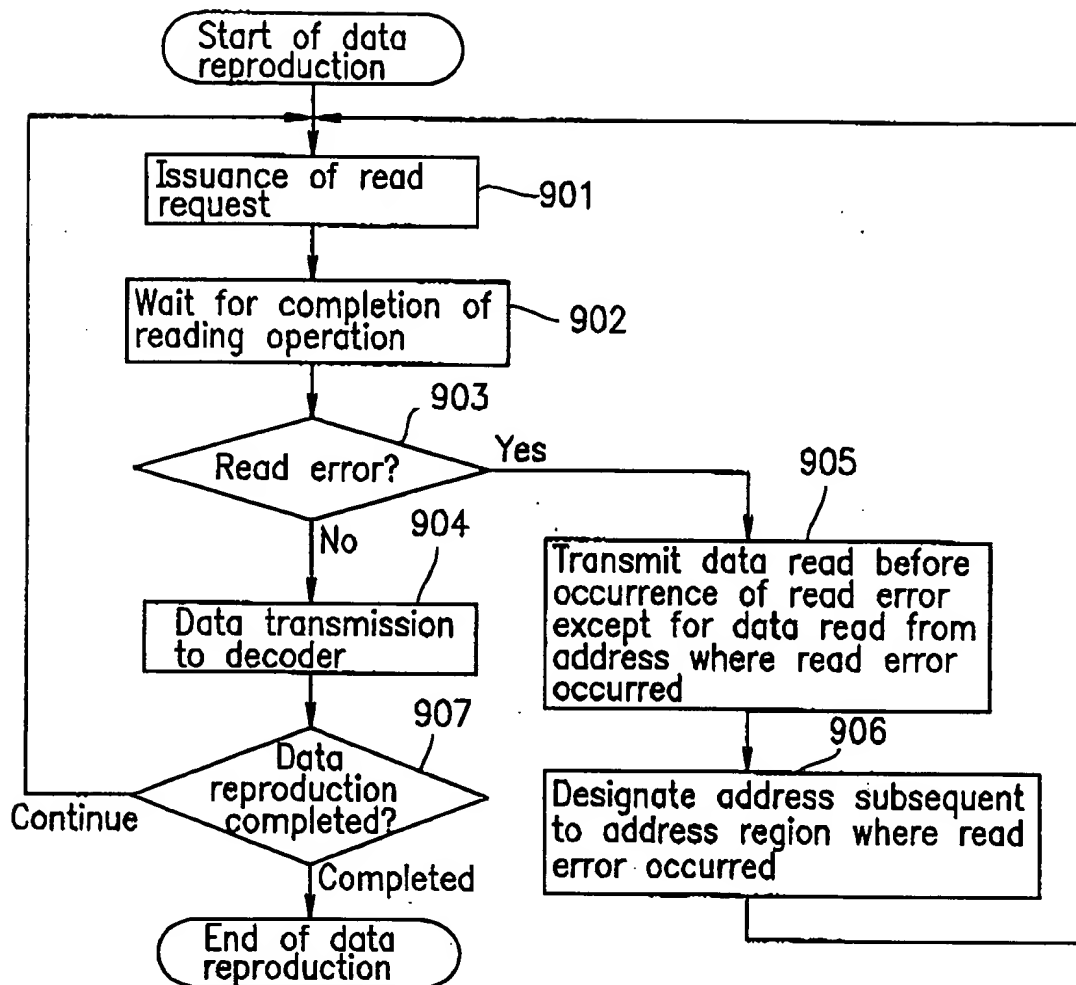 Start of data
reproduction
Issuance of read
request
901
Wait for completion of
reading operation
902
903
Read error?
Yes
No
904
Data transmission
to decoder
905
Transmit data read before
occurrence of read error
except for data read from
address where read error
occurred
907
Data
reproduction
completed?
Continue
906
Designate address subsequent
to address region where read
error occurred
Completed
End of data
reproduction